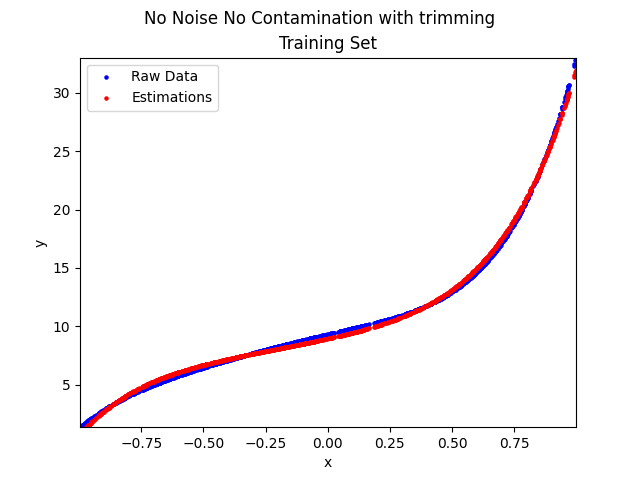 No Noise No Contamination with trimming
Training Set
Raw Data
Estimations
30
25
20
15
10
5
y
−0.75 −0.50 −0.25 0.00 0.25 0.50 0.75
x